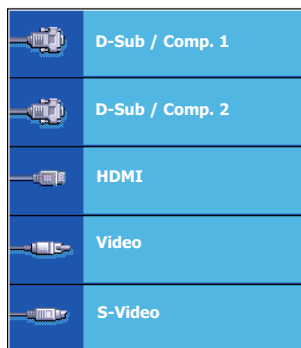 D-Sub / Comp. 1
D-Sub / Comp. 2
HDMI
Video
S-Video